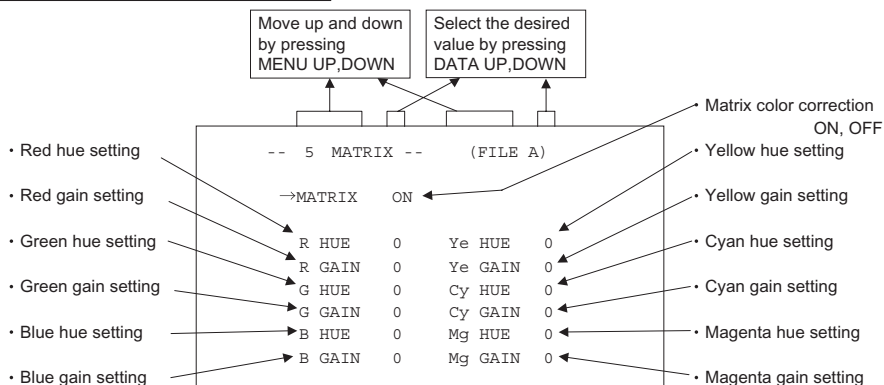 Move up and down
by pressing
MENU UP,DOWN
Select the desired
value by pressing
DATA UP,DOWN
・Matrix color correction
ON, OFF
・Red hue setting
-- 5 MATRIX -- (FILE A)
・Yellow hue setting
・Red gain setting
→MATRIX ON
・Yellow gain setting
・Green hue setting
R HUE 0 Ye HUE 0
・Cyan hue setting
R GAIN 0 Ye GAIN 0
・Green gain setting
G HUE 0 Cy HUE 0
・Cyan gain setting
G GAIN 0 Cy GAIN 0
・Blue hue setting
B HUE 0 Mg HUE 0
・Magenta hue setting
B GAIN 0 Mg GAIN 0
・Blue gain setting
・Magenta gain setting